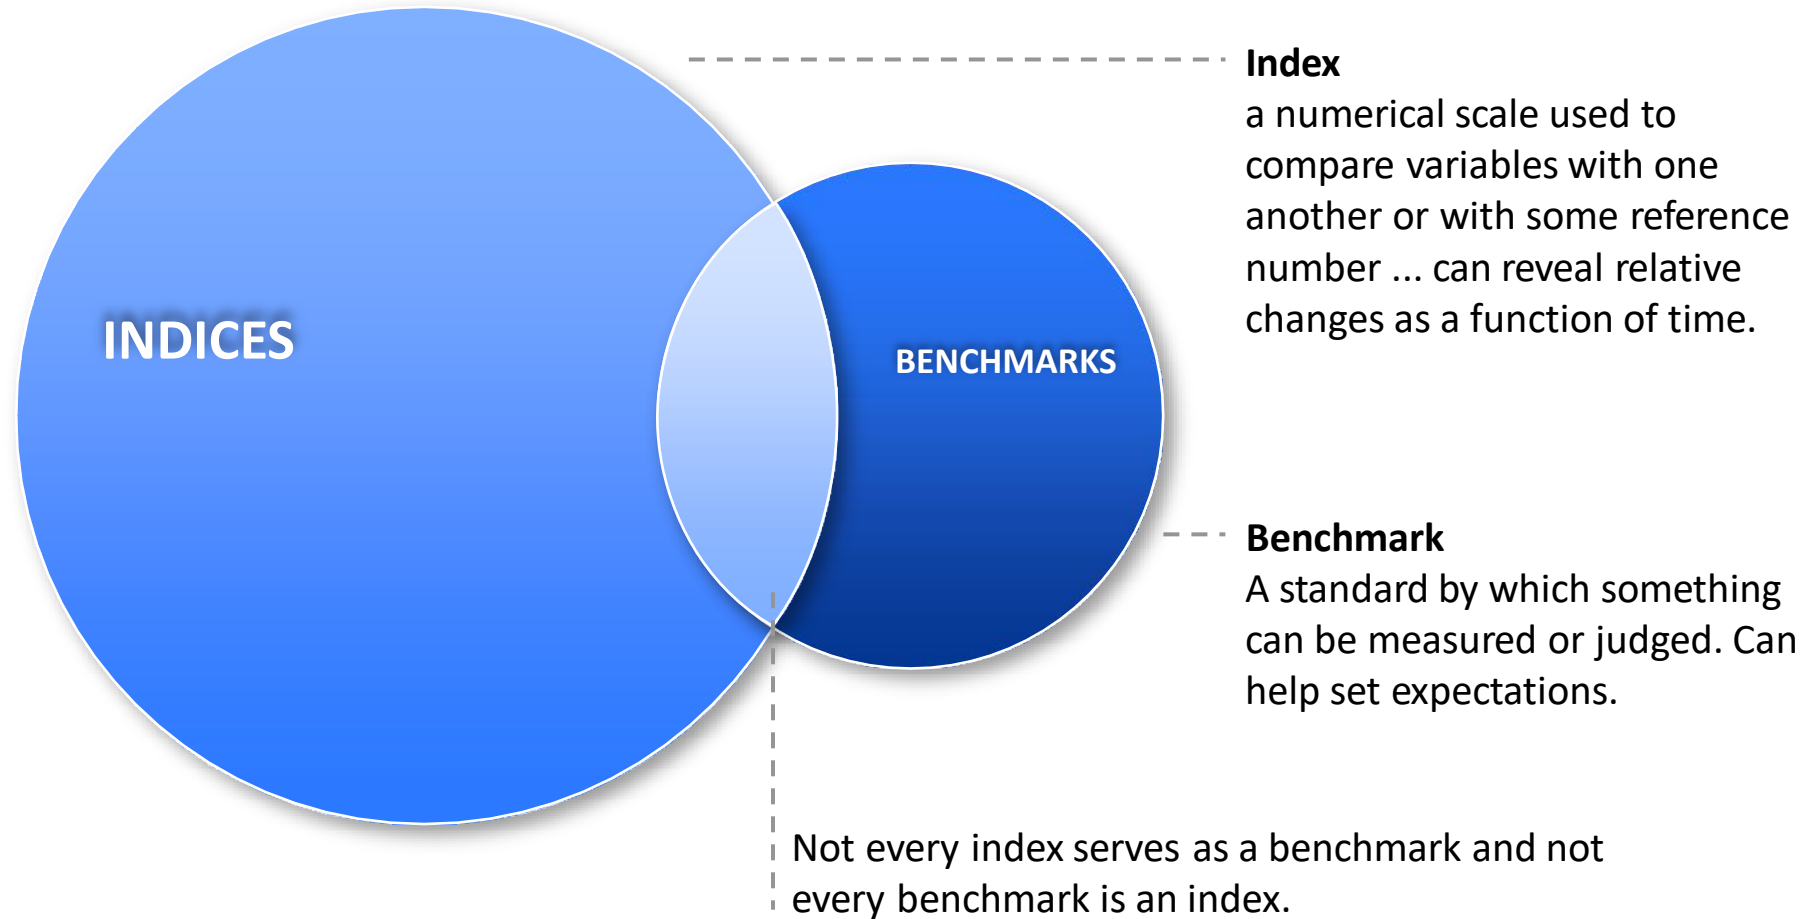 INDICES
BENCHMARKS
Index
a numerical scale used to
compare variables with one
another or with some reference
number ... can reveal relative
changes as a function of time.
Benchmark
A standard by which something
can be measured or judged. Can
help set expectations.
Not every index serves as a benchmark and not
every benchmark is an index.